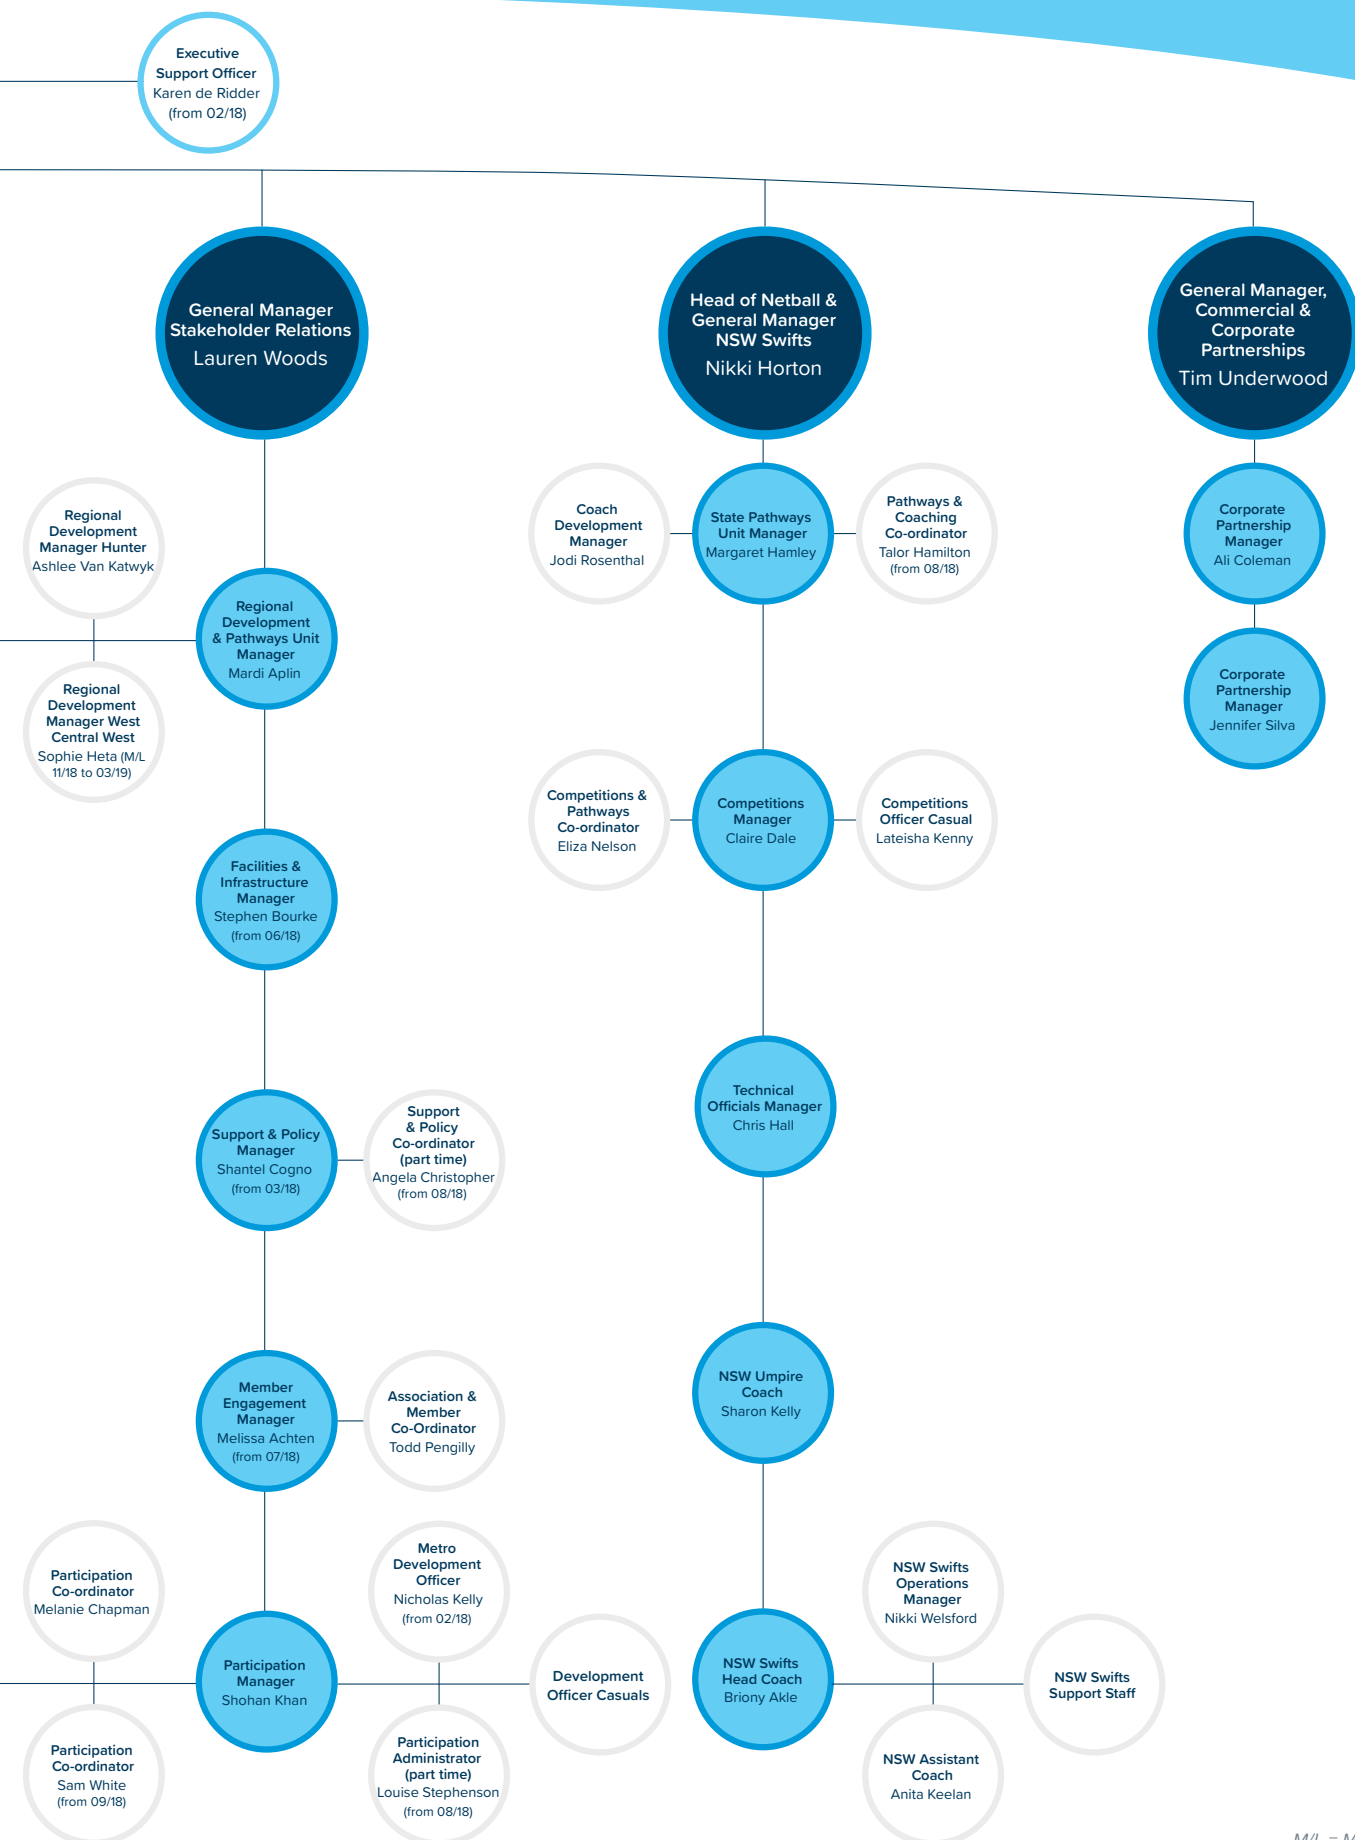 Executive
Support Officer
Karen de Ridder
(from 02/18)
General Manager
Stakeholder Relations
Lauren Woods
Head of Netball &
General Manager
NSW Swifts
Nikki Horton
General Manager,
Commercial &
Corporate
Partnerships
Tim Underwood
Regional
Development
Manager Hunter
Ashlee Van Katwyk
Regional
Development
& Pathways Unit
Manager
Mardi Aplin
Regional
Development
Manager West
Central West
Sophie Heta (M/L
11/18 to 03/19)
Facilities &
Infrastructure
Manager
Stephen Bourke
(from 06/18)
Support & Policy
Manager
Shantel Cogno
(from 03/18)
Support
& Policy
Co-ordinator
(part time)
Angela Christopher
(from 08/18)
Member
Engagement
Manager
Melissa Achten
(from 07/18)
Association &
Member
Co-Ordinator
Todd Pengilly
Participation
Co-ordinator
Melanie Chapman
Participation
Manager
Shohan Khan
Participation
Co-ordinator
Sam White
(from 09/18)
Metro
Development
Officer
Nicholas Kelly
(from 02/18)
Participation
Administrator
(part time)
Louise Stephenson
(from 08/18)
Development
Officer Casuals
Coach
Development
Manager
Jodi Rosenthal
State Pathways
Unit Manager
Margaret Hamley
Pathways &
Coaching
Co-ordinator
Talor Hamilton
(from 08/18)
Competitions &
Pathways
Co-ordinator
Eliza Nelson
Competitions
Manager
Claire Dale
Competitions
Officer Casual
Lateisha Kenny
Technical
Officials Manager
Chris Hall
NSW Umpire
Coach
Sharon Kelly
NSW Swifts
Head Coach
Briony Akle
NSW Swifts
Operations
Manager
Nikki Welsford
NSW Assistant
Coach
Anita Keelan
NSW Swifts
Support Staff
Corporate
Partnership
Manager
Ali Coleman
Corporate
Partnership
Manager
Jennifer Silva